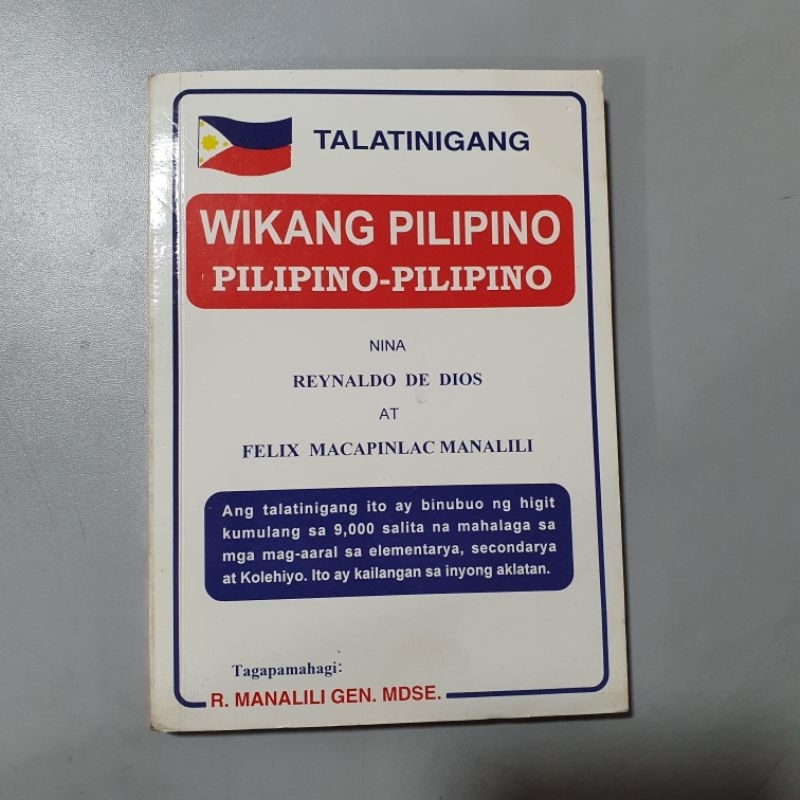 TALATINIGANG
WIKANG PILIPINO
PILIPINO-PILIPINO
NINA
REYNALDO DE DIOS
AT
FELIX MACAPINLAC MANALILI
Ang talatinigang ito ay binubuo ng higit
kumulang sa 9,000 salita na mahalaga sa
mga mag-aaral sa elementarya, secondarya
at Kolehiyo. Ito ay kailangan sa inyong aklatan.
Tagapamahagi:
R. MANALILI GEN. MDSE.